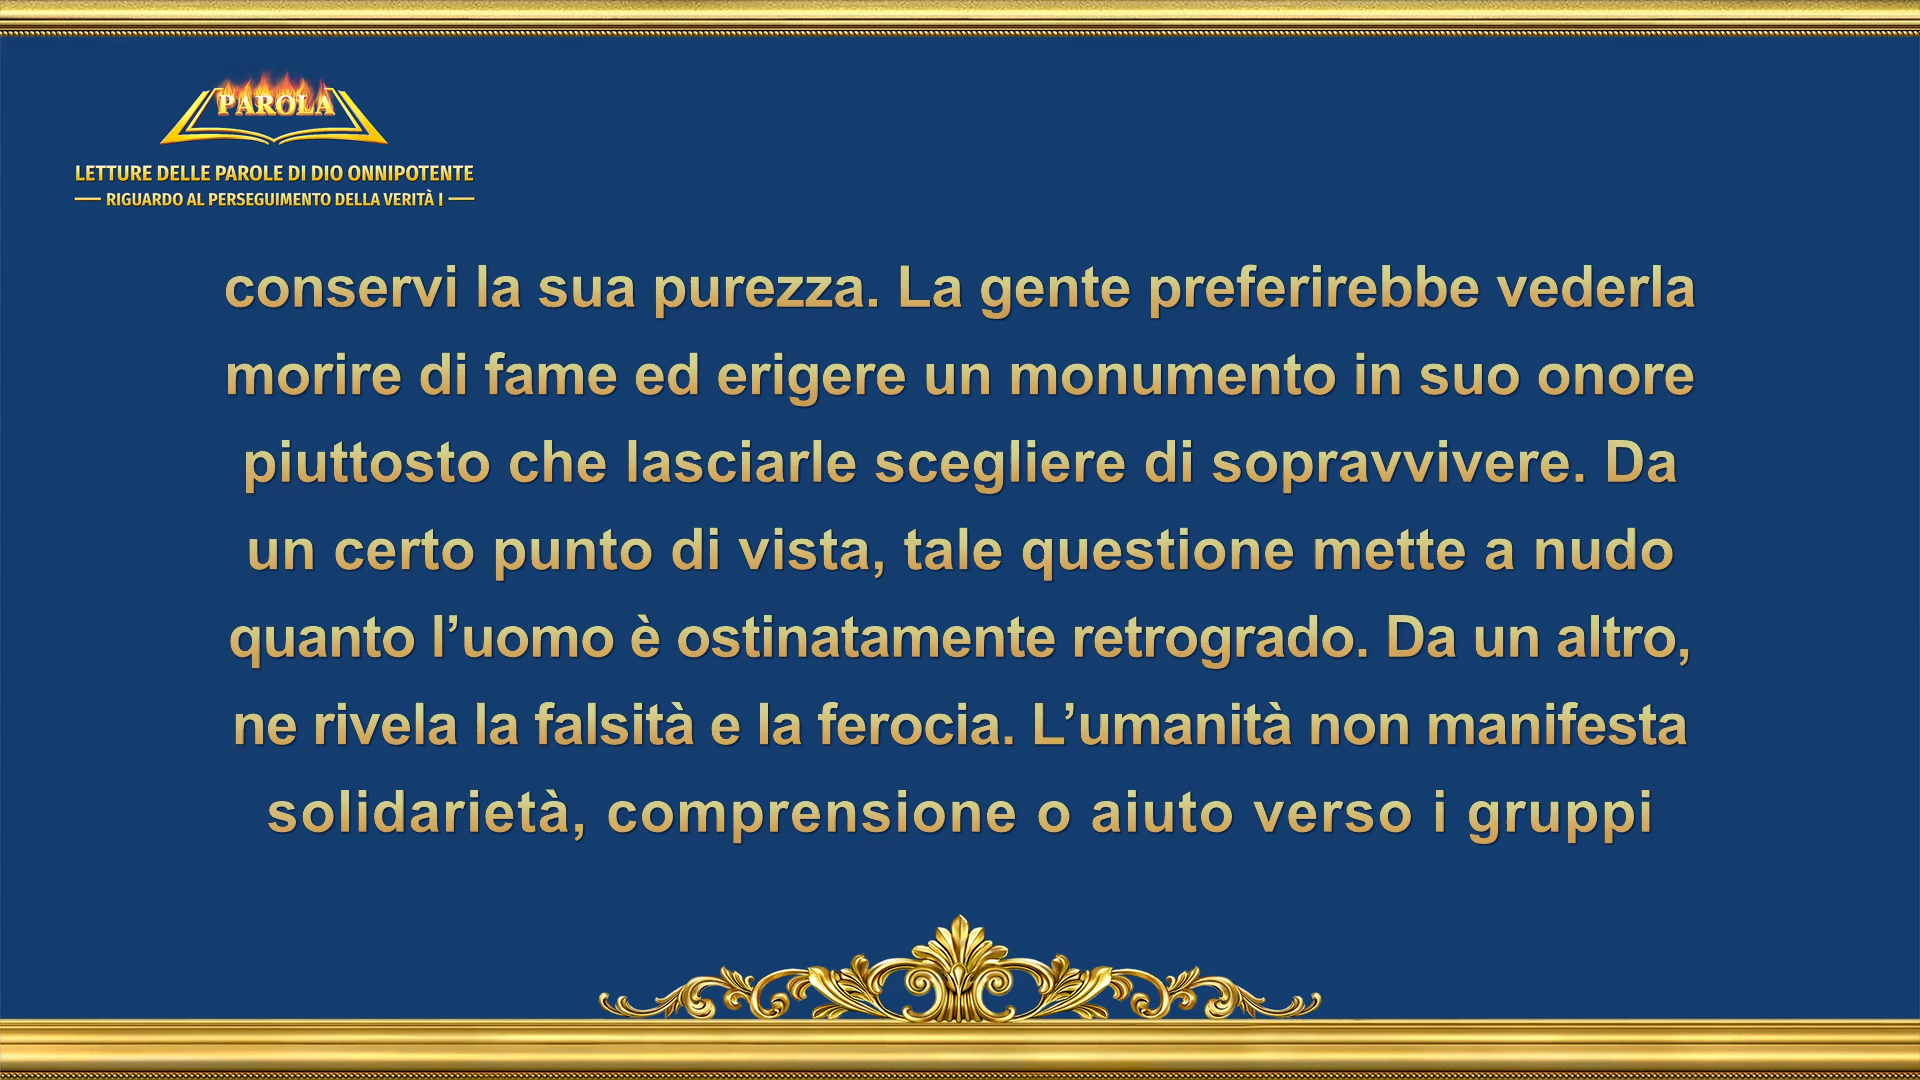 PAROLA
LETTURE DELLE PAROLE DI DIO ONNIPOTENTE
RIGUARDO AL PERSEGUIMENTO DELLA VERITÀ I
conservi la sua purezza. La gente preferirebbe vederla
morire di fame ed erigere un monumento in suo onore
piuttosto che lasciarle scegliere di sopravvivere. Da
un certo punto di vista, tale questione mette a nudo
quanto l’uomo è ostinatamente retrogrado. Da un altro,
ne rivela la falsità e la ferocia. L’umanità non manifesta
solidarietà, comprensione o aiuto verso i gruppi